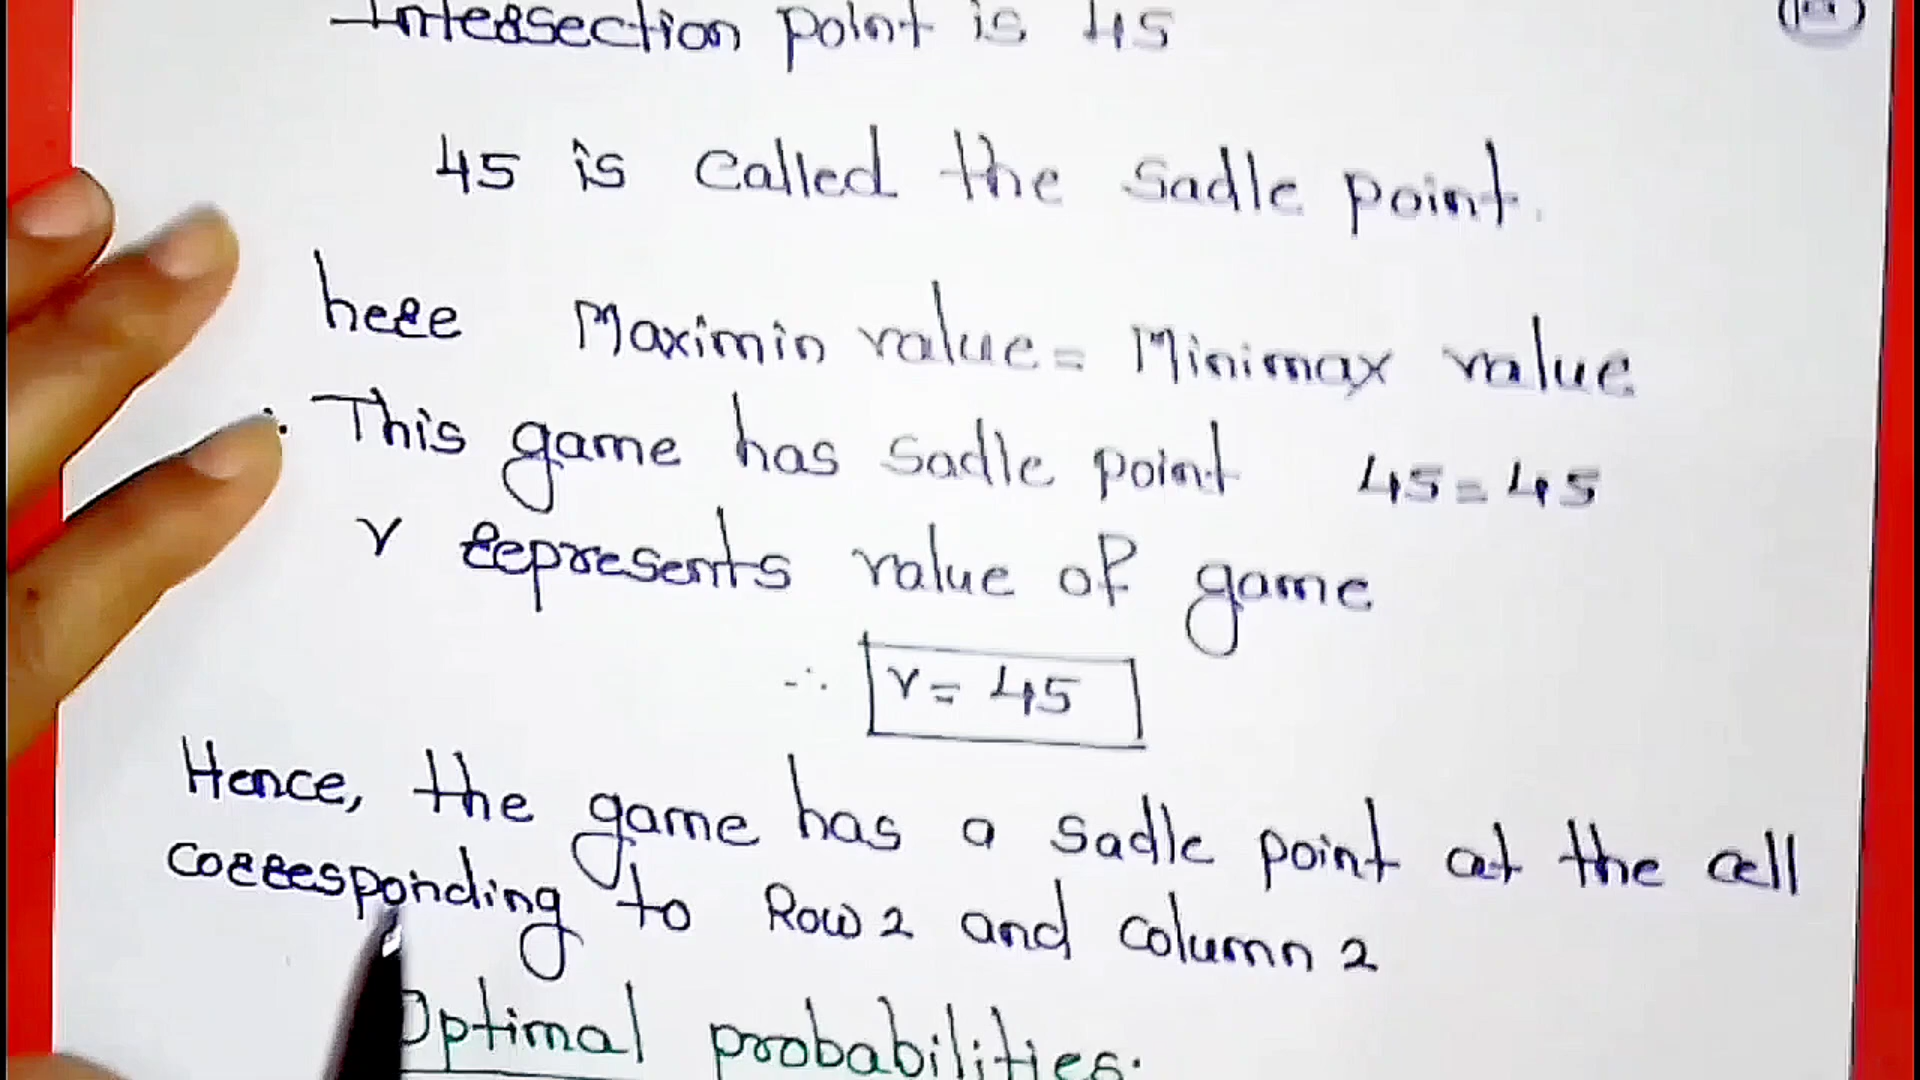 Intersection point is 45
45 is called the sadle point.
here Maximin value = Minimax value
∴ This game has sadle point 45 = 45
V represents value of game
∴ V = 45
Hence, the game has a sadle point at the cell
corresponding to Row 2 and column 2
Optimal probabilities: